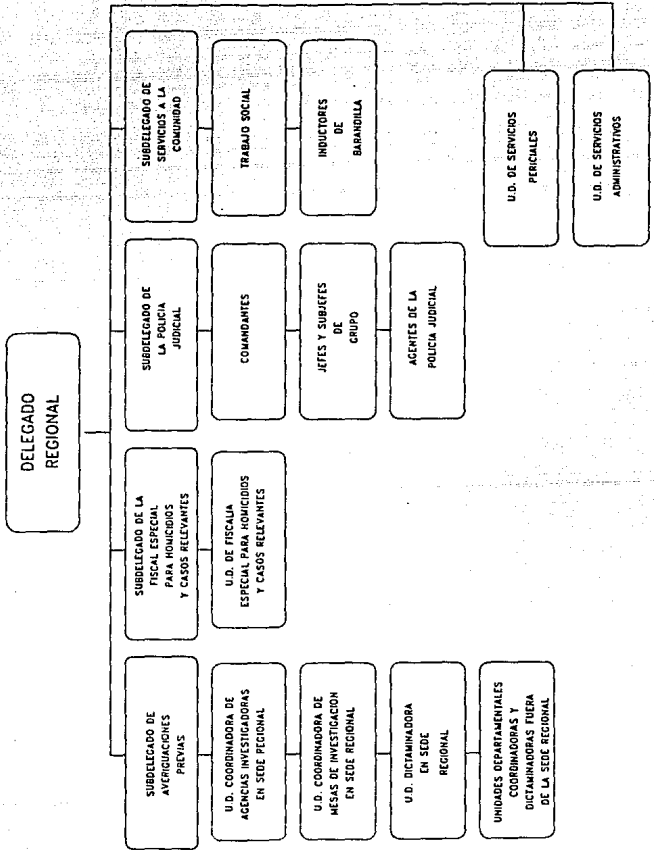 DELEGADO
REGIONAL
SUBDELEGADO DE
AVERIGUACIONES
PREVIAS
U.D. COORDINADORA DE
AGENCIAS INVESTIGADORAS
EN SEDE REGIONAL
U.D. COORDINADORA DE
MESAS DE INVESTIGACION
EN SEDE REGIONAL
U.D. DICTAMINADORA
EN SEDE
REGIONAL
UNIDADES DEPARTAMENTALES
COORDINADORAS Y
DICTAMINADORAS FUERA
DE LA SEDE REGIONAL
SUBDELEGADO DE LA
FISCAL ESPECIAL
PARA HOMICIDIOS
Y CASOS RELEVANTES
U.D. DE FISCALIA
ESPECIAL PARA HOMICIDIOS
Y CASOS RELEVANTES
SUBDELEGADO DE
LA POLICIA
JUDICIAL
COMANDANTES
JEFES Y SUBJEFES
DE
GRUPO
AGENTES DE LA
POLICIA JUDICIAL
SUBDELEGADO DE
SERVICIOS A LA
COMUNIDAD
TRABAJO SOCIAL
INDUCTORES
DE
BARANDILLA
U.D. DE SERVICIOS
PERICIALES
U.D. DE SERVICIOS
ADMINISTRATIVOS